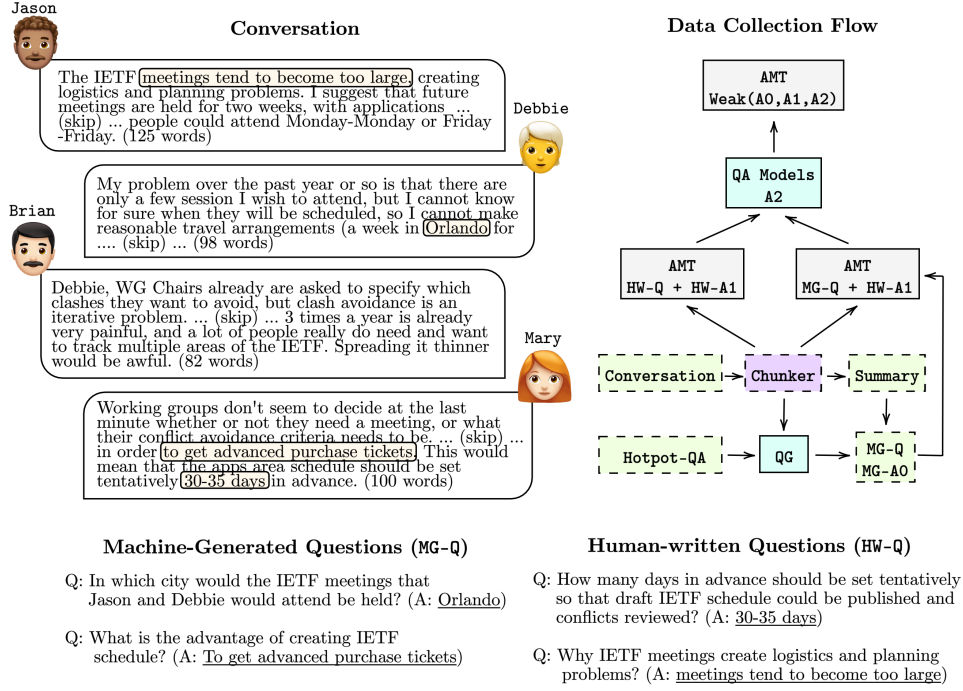 Jason
Conversation
The IETF meetings tend to become too large, creating
logistics and planning problems. I suggest that future
meetings are held for two weeks, with applications ...
(skip) ... people could attend Monday-Monday or Friday
-Friday. (125 words)
Debbie
My problem over the past year or so is that there are
only a few session I wish to attend, but I cannot know
for sure when they will be scheduled, so I cannot make
reasonable travel arrangements (a week in Orlando for
.... (skip) ... (98 words)
Brian
Debbie, WG Chairs already are asked to specify which
clashes they want to avoid, but clash avoidance is an
iterative problem. ... (skip) ... 3 times a year is already
very painful, and a lot of people really do need and want
to track multiple areas of the IETF. Spreading it thinner
would be awful. (82 words)
Mary
Working groups don't seem to decide at the last
minute whether or not they need a meeting, or what
their conflict avoidance criteria needs to be. ... (skip) ...
in order to get advanced purchase tickets. This would
mean that the apps area schedule should be set
tentatively 30-35 days in advance. (100 words)
Data Collection Flow
AMT
Weak(A0,A1,A2)
QA Models
A2
AMT
HW-Q + HW-A1
AMT
MG-Q + HW-A1
Conversation
Chunker
Summary
Hotpot-QA
QG
MG-Q
MG-A0
Machine-Generated Questions (MG-Q)
Q: In which city would the IETF meetings that
Jason and Debbie would attend be held? (A: Orlando)
Q: What is the advantage of creating IETF
schedule? (A: To get advanced purchase tickets)
Human-written Questions (HW-Q)
Q: How many days in advance should be set tentatively
so that draft IETF schedule could be published and
conflicts reviewed? (A: 30-35 days)
Q: Why IETF meetings create logistics and planning
problems? (A: meetings tend to become too large)